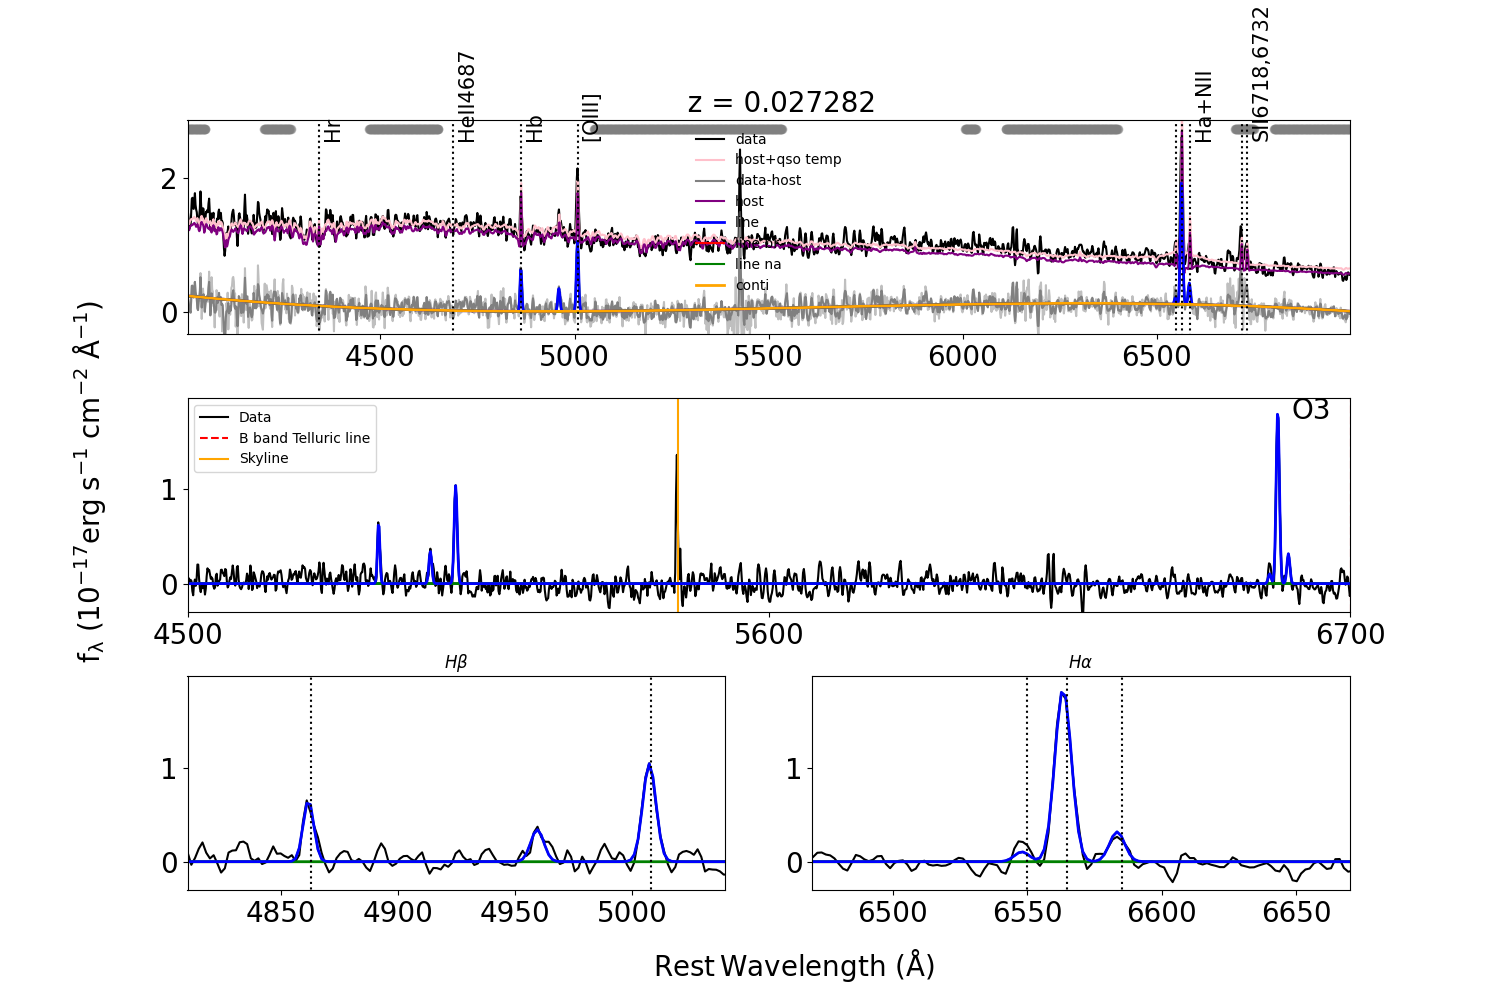 z = 0.027282
Hr
HeII4687
Hb
[OIII]
Ha+NII
SII6718,6732
data
host+qso temp
data-host
host
line
line na
conti
2
0
4500
5000
5500
6000
6500
fλ (10⁻¹⁷erg s⁻¹ cm⁻² Å⁻¹)
Data
B band Telluric line
Skyline
O3
1
0
4500
5600
6700
Hβ
1
0
4850
4900
4950
5000
Hα
1
0
6500
6550
6600
6650
Rest Wavelength (Å)